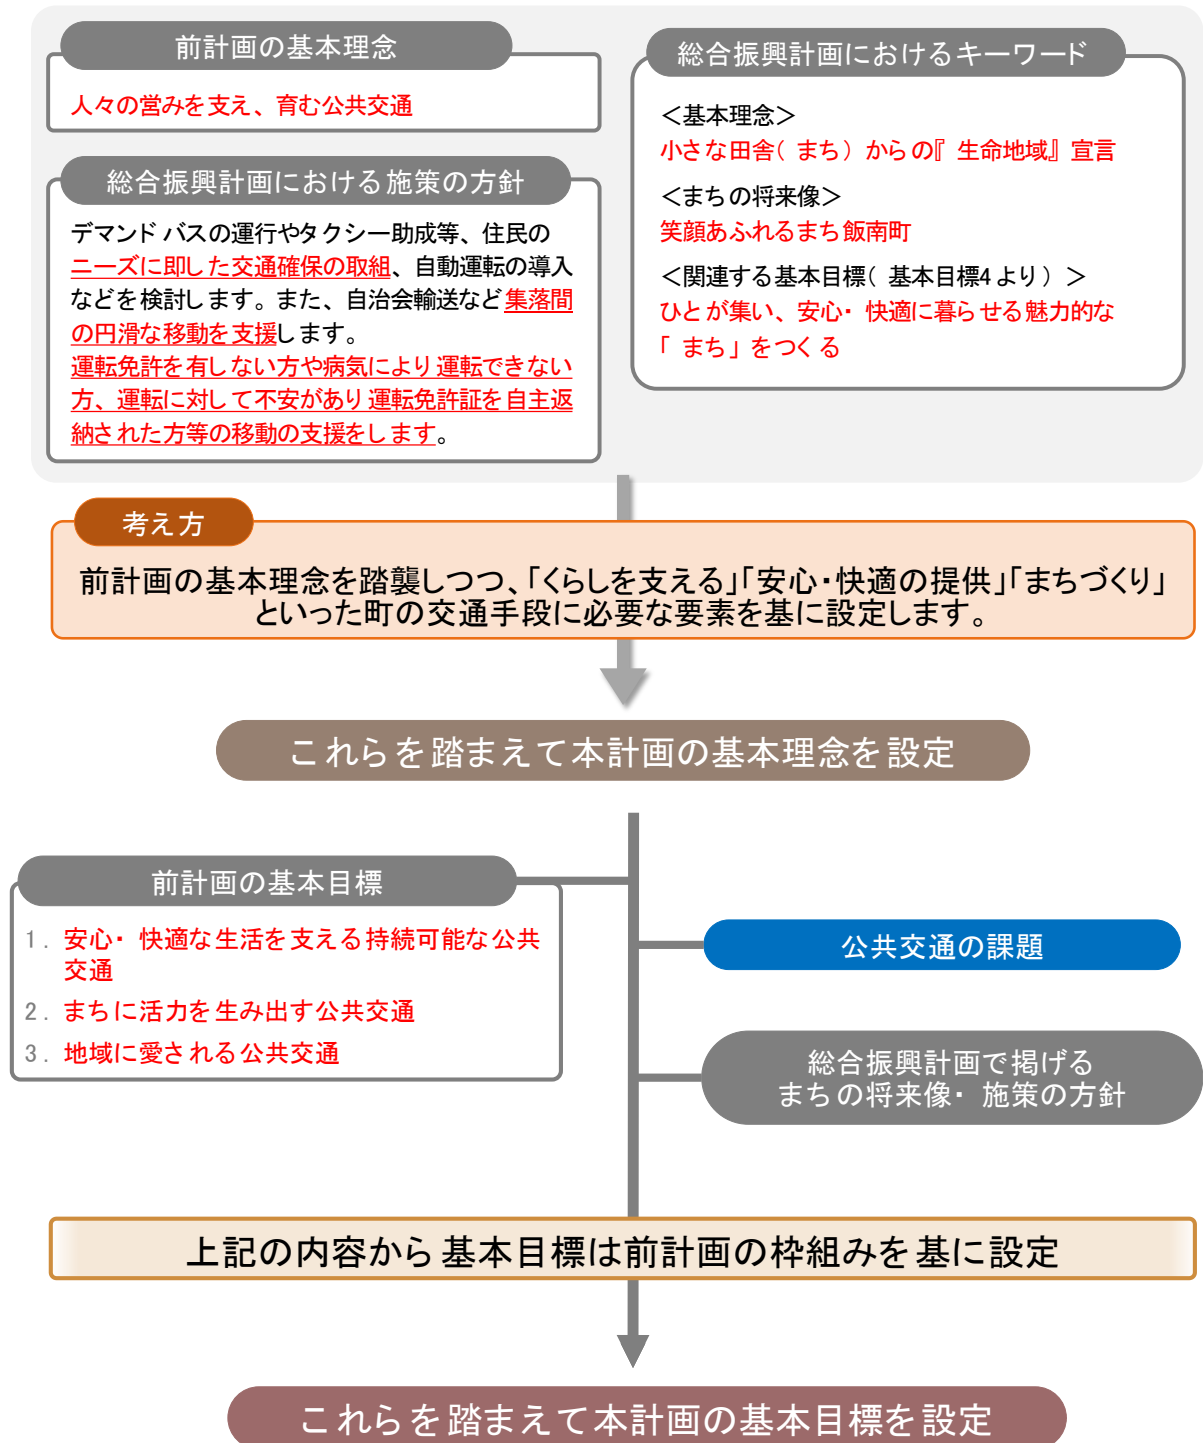 前計画の基本理念
人々の営みを支え、育む公共交通
総合振興計画における施策の方針
デマンドバスの運行やタクシー助成等、住民の
ニーズに即した交通確保の取組、自動運転の導入
などを検討します。また、自治会輸送など集落間
の円滑な移動を支援します。
運転免許を有しない方や病気により運転できない
方、運転に対して不安があり運転免許証を自主返
納された方等の移動の支援をします。
総合振興計画におけるキーワード
＜基本理念＞
小さな田舎(まち)からの『生命地域』宣言
＜まちの将来像＞
笑顔あふれるまち飯南町
＜関連する基本目標(基本目標4より)＞
ひとが集い、安心・快適に暮らせる魅力的な
「まち」をつくる
考え方
前計画の基本理念を踏襲しつつ、「くらしを支える」「安心・快適の提供」「まちづくり」
といった町の交通手段に必要な要素を基に設定します。
これらを踏まえて本計画の基本理念を設定
前計画の基本目標
1. 安心・快適な生活を支える持続可能な公共
交通
2. まちに活力を生み出す公共交通
3. 地域に愛される公共交通
公共交通の課題
総合振興計画で掲げる
まちの将来像・施策の方針
上記の内容から基本目標は前計画の枠組みを基に設定
これらを踏まえて本計画の基本目標を設定